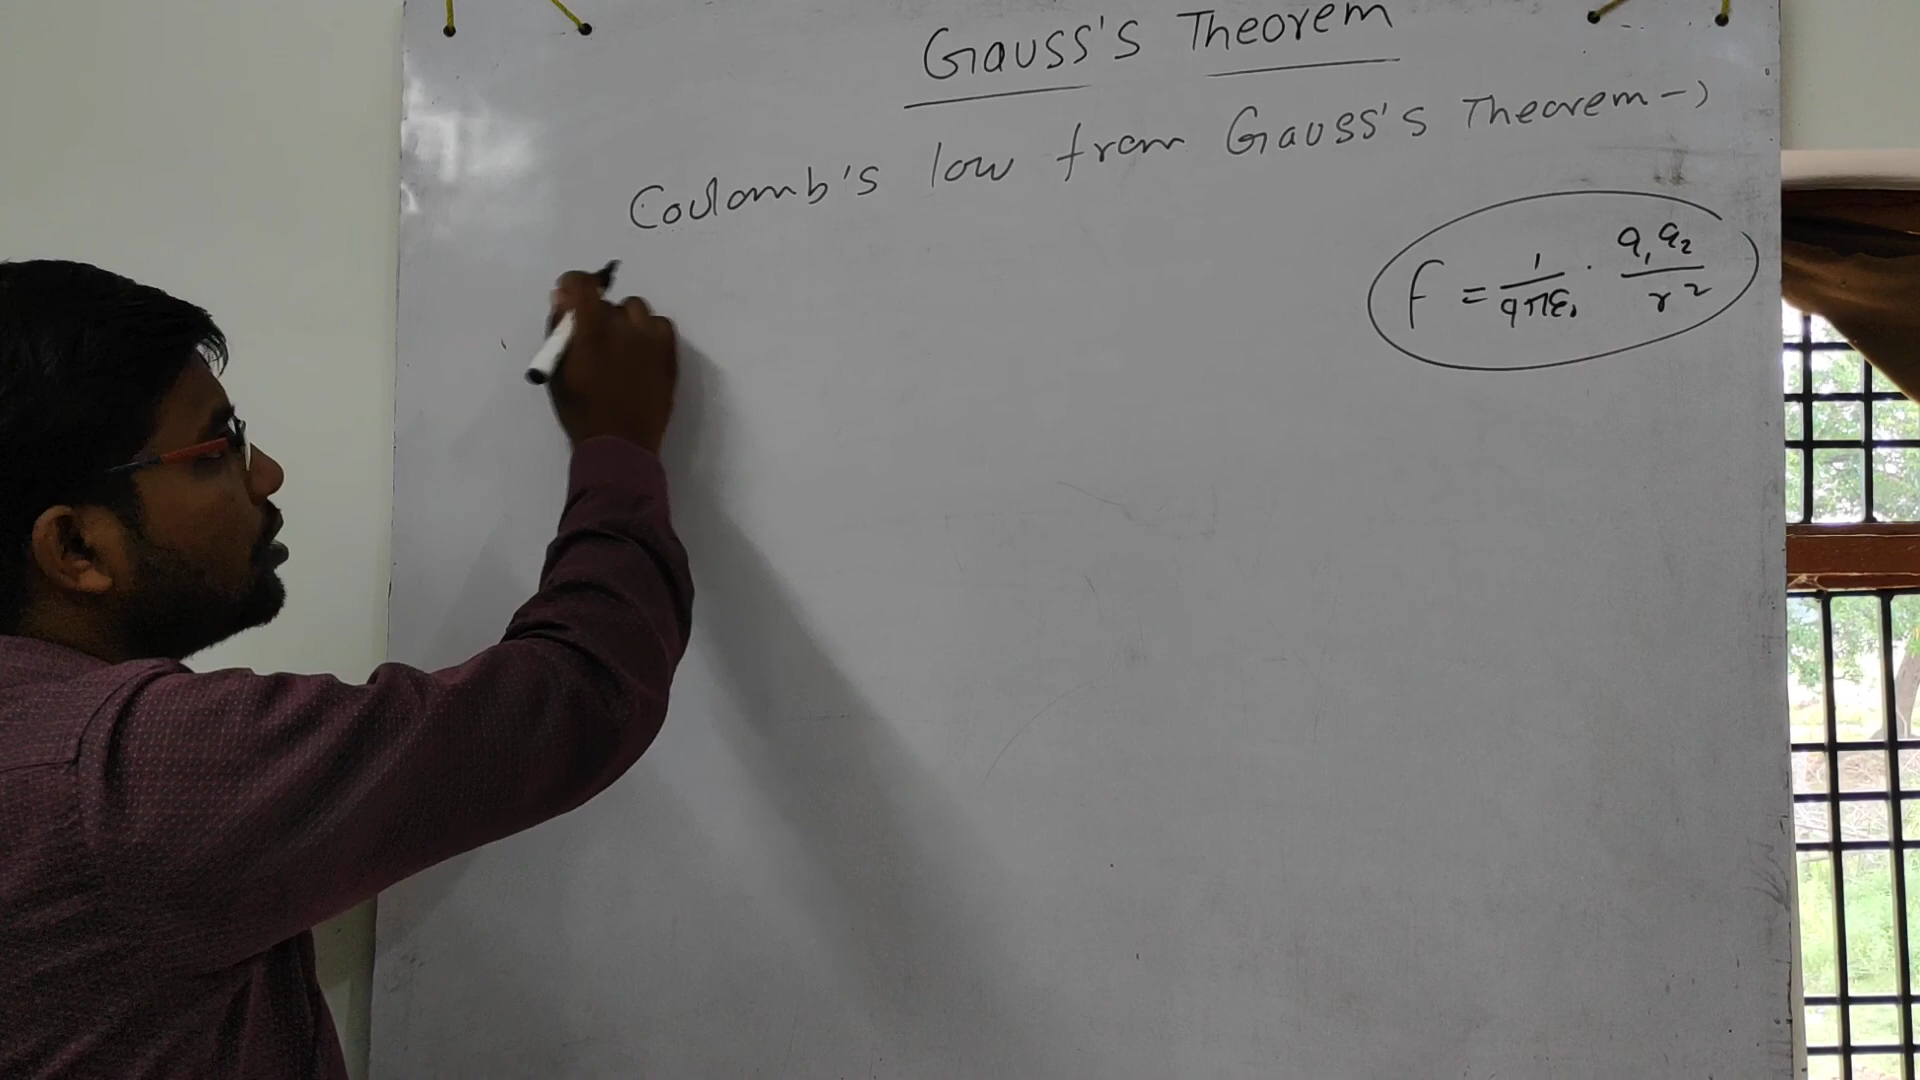 Gauss's Theorem
Coulomb's low from Gauss's Theorem →
F = 1/4πε₀ · q₁q₂/r²